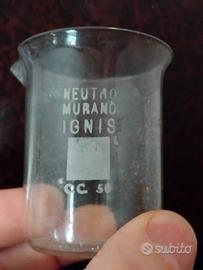 NEUTRO
MURANO
IGNIS
CC 50
subito